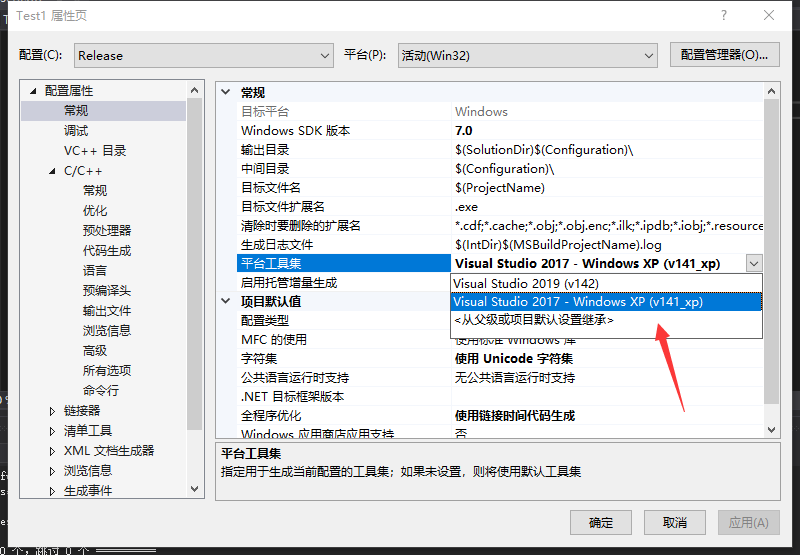 Test1 属性页
配置(C):
Release
平台(P):
活动(Win32)
配置管理器(O)...
配置属性
常规
调试
VC++ 目录
C/C++
常规
优化
预处理器
代码生成
语言
预编译头
输出文件
浏览信息
高级
所有选项
命令行
链接器
清单工具
XML 文档生成器
浏览信息
生成事件
常规
目标平台 Windows
Windows SDK 版本 7.0
输出目录 $(SolutionDir)$(Configuration)\
中间目录 $(Configuration)\
目标文件名 $(ProjectName)
目标文件扩展名 .exe
清除时要删除的扩展名 *.cdf;*.cache;*.obj;*.obj.enc;*.ilk;*.ipdb;*.iobj;*.resource
生成日志文件 $(IntDir)$(MSBuildProjectName).log
平台工具集 Visual Studio 2017 - Windows XP (v141_xp)
启用托管增量生成
Visual Studio 2019 (v142)
Visual Studio 2017 - Windows XP (v141_xp)
<从父级或项目默认设置继承>
项目默认值
配置类型
MFC 的使用 使用标准 Windows 库
字符集 使用 Unicode 字符集
公共语言运行时支持 无公共语言运行时支持
.NET 目标框架版本
全程序优化 使用链接时间代码生成
Windows 应用商店应用支持 否
平台工具集
指定用于生成当前配置的工具集；如果未设置，则将使用默认工具集
确定
取消
应用(A)
0 个，跳过 0 个